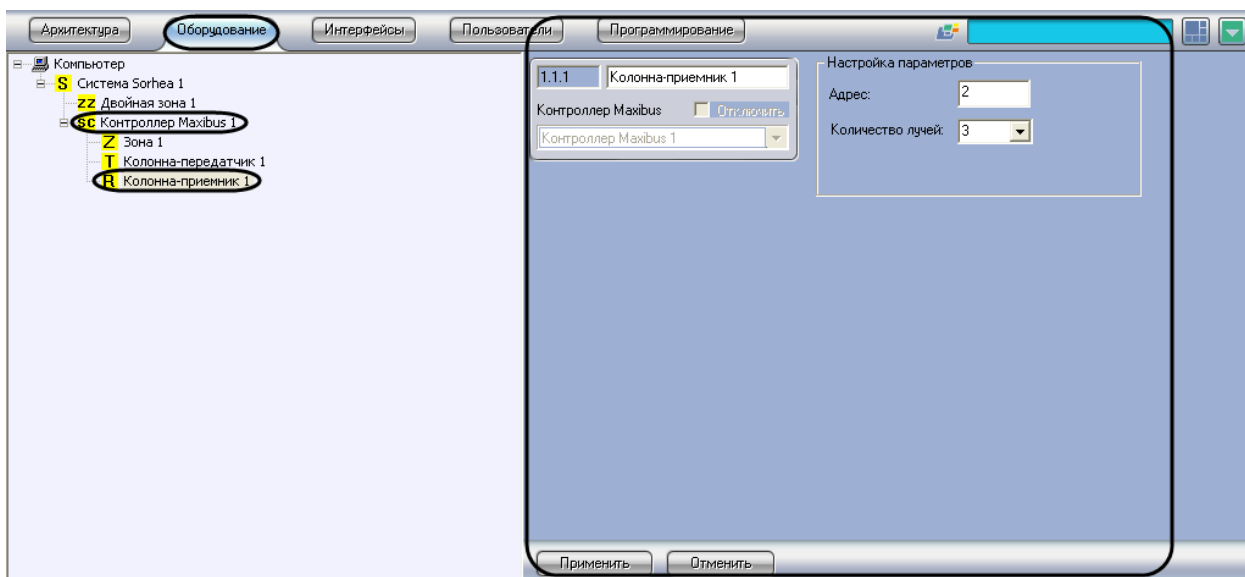 Архитектура Оборудование Интерфейсы Пользователи Программирование
Компьютер
S Система Sorhea 1
ZZ Двойная зона 1
SC Контроллер Maxibus 1
Z Зона 1
T Колонна-передатчик 1
R Колонна-приемник 1
1.1.1 Колонна-приемник 1
Контроллер Maxibus Отключить
Контроллер Maxibus 1
Настройка параметров
Адрес: 2
Количество лучей: 3
Применить Отменить